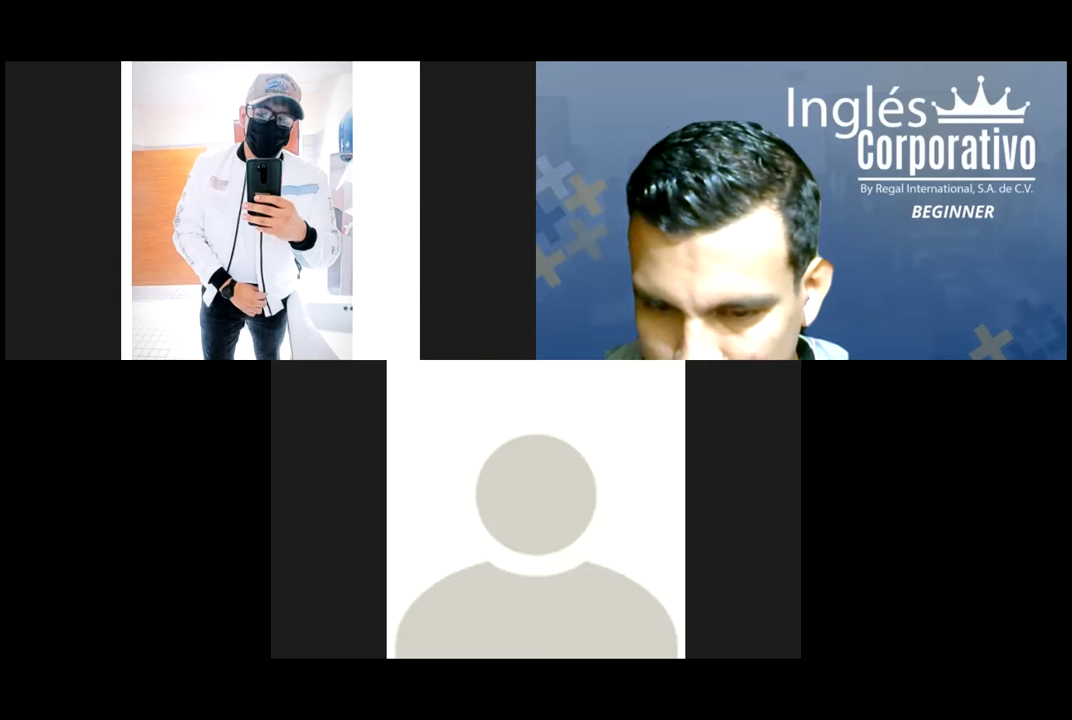 Inglés
Corporativo
By Regal International, S.A. de C.V.
BEGINNER